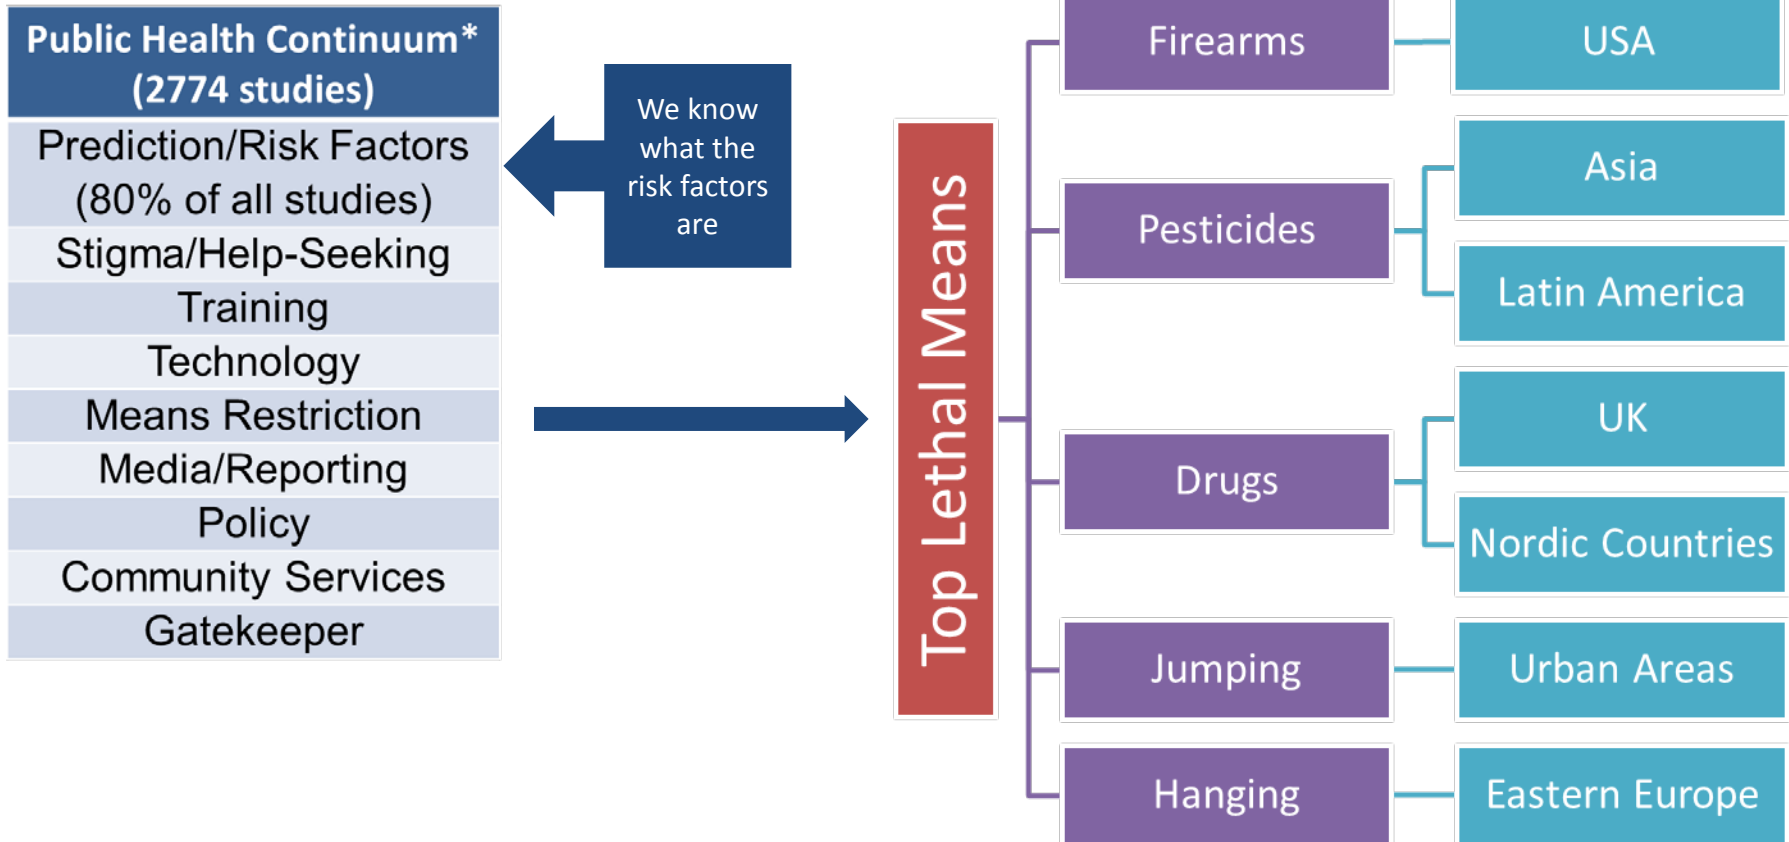 Public Health Continuum*
(2774 studies)
Prediction/Risk Factors
(80% of all studies)
Stigma/Help-Seeking
Training
Technology
Means Restriction
Media/Reporting
Policy
Community Services
Gatekeeper
We know
what the
risk factors
are
Top Lethal Means
Firearms
USA
Pesticides
Asia
Latin America
Drugs
UK
Nordic Countries
Jumping
Urban Areas
Hanging
Eastern Europe